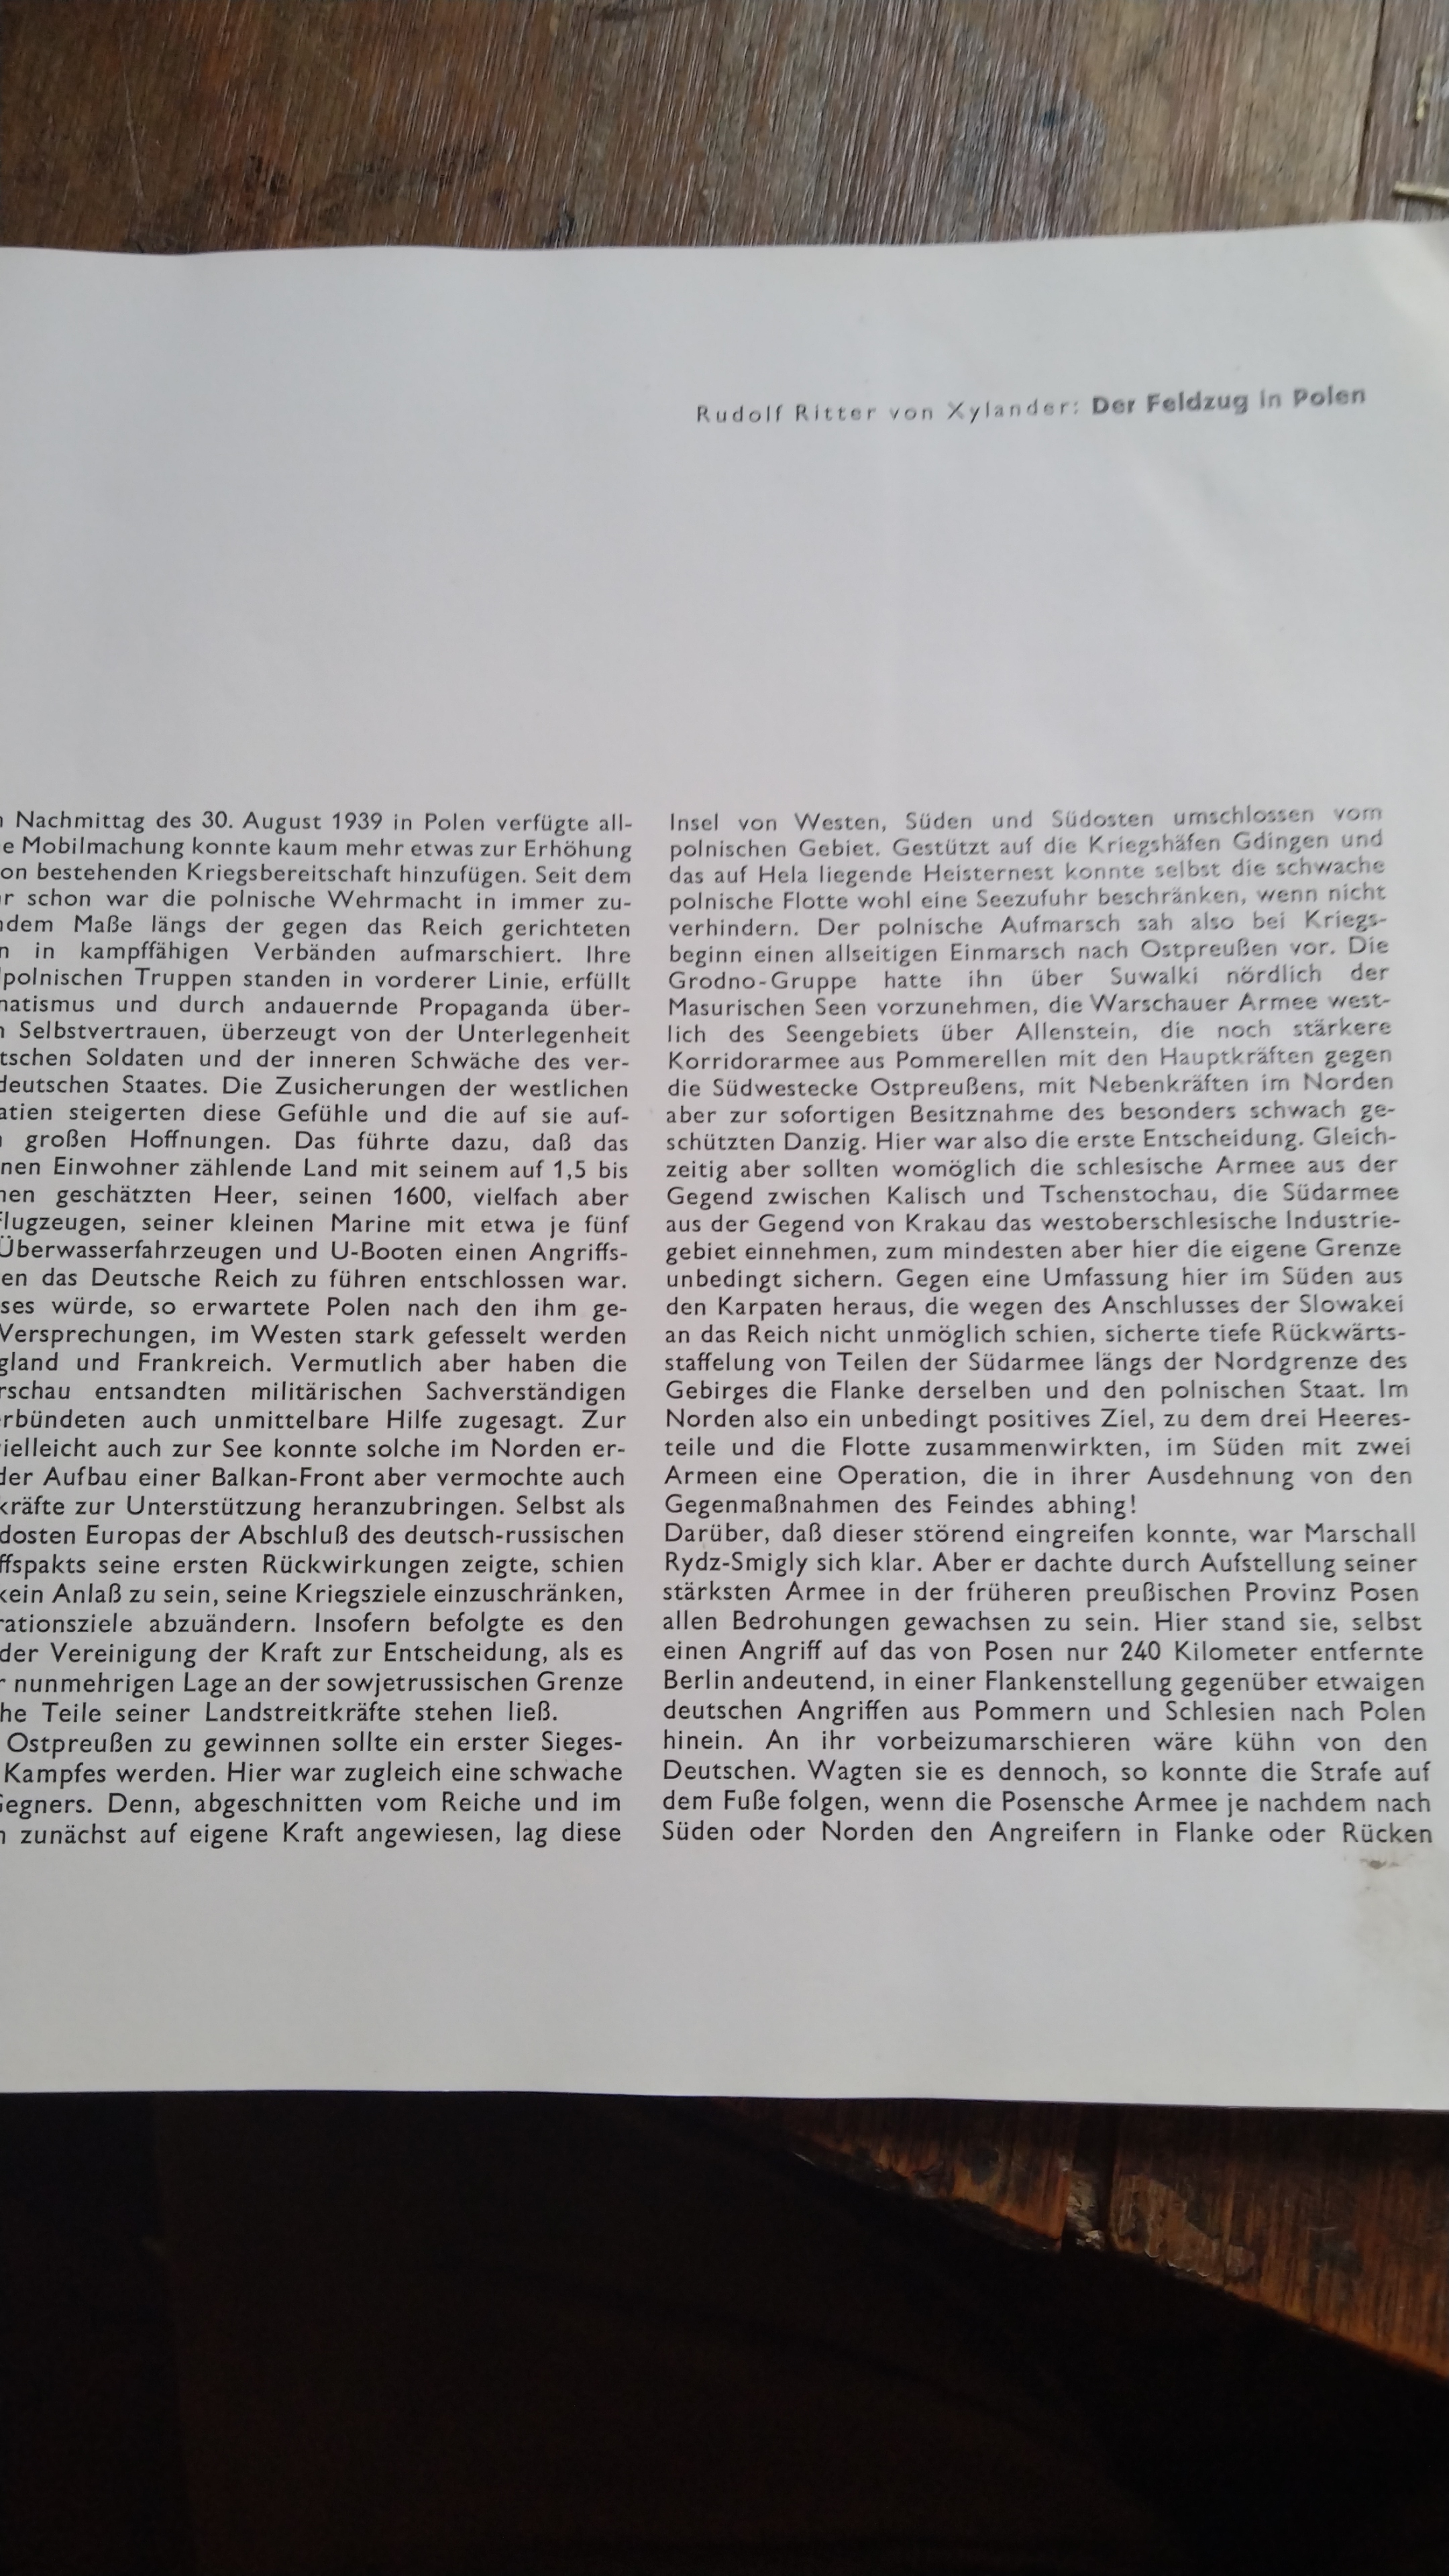 Rudolf Ritter von Xylander: Der Feldzug in Polen
Nachmittag des 30. August 1939 in Polen verfügte all-
e Mobilmachung konnte kaum mehr etwas zur Erhöhung
on bestehenden Kriegsbereitschaft hinzufügen. Seit dem
r schon war die polnische Wehrmacht in immer zu-
dem Maße längs der gegen das Reich gerichteten
n in kampffähigen Verbänden aufmarschiert. Ihre
polnischen Truppen standen in vorderer Linie, erfüllt
natismus und durch andauernde Propaganda über-
Selbstvertrauen, überzeugt von der Unterlegenheit
tschen Soldaten und der inneren Schwäche des ver-
deutschen Staates. Die Zusicherungen der westlichen
atien steigerten diese Gefühle und die auf sie auf-
großen Hoffnungen. Das führte dazu, daß das
nen Einwohner zählende Land mit seinem auf 1,5 bis
nen geschätzten Heer, seinen 1600, vielfach aber
Flugzeugen, seiner kleinen Marine mit etwa je fünf
Überwasserfahrzeugen und U-Booten einen Angriffs-
en das Deutsche Reich zu führen entschlossen war.
ses würde, so erwartete Polen nach den ihm ge-
Versprechungen, im Westen stark gefesselt werden
gland und Frankreich. Vermutlich aber haben die
rschau entsandten militärischen Sachverständigen
rbündeten auch unmittelbare Hilfe zugesagt. Zur
ielleicht auch zur See konnte solche im Norden er-
der Aufbau einer Balkan-Front aber vermochte auch
kräfte zur Unterstützung heranzubringen. Selbst als
dosten Europas der Abschluß des deutsch-russischen
ffspakts seine ersten Rückwirkungen zeigte, schien
kein Anlaß zu sein, seine Kriegsziele einzuschränken,
rationsziele abzuändern. Insofern befolgte es den
der Vereinigung der Kraft zur Entscheidung, als es
r nunmehrigen Lage an der sowjetrussischen Grenze
he Teile seiner Landstreitkräfte stehen ließ.
Ostpreußen zu gewinnen sollte ein erster Sieges-
Kampfes werden. Hier war zugleich eine schwache
egners. Denn, abgeschnitten vom Reiche und im
zunächst auf eigene Kraft angewiesen, lag diese
Insel von Westen, Süden und Südosten umschlossen vom
polnischen Gebiet. Gestützt auf die Kriegshäfen Gdingen und
das auf Hela liegende Heisternest konnte selbst die schwache
polnische Flotte wohl eine Seezufuhr beschränken, wenn nicht
verhindern. Der polnische Aufmarsch sah also bei Kriegs-
beginn einen allseitigen Einmarsch nach Ostpreußen vor. Die
Grodno-Gruppe hatte ihn über Suwalki nördlich der
Masurischen Seen vorzunehmen, die Warschauer Armee west-
lich des Seengebiets über Allenstein, die noch stärkere
Korridorarmee aus Pommerellen mit den Hauptkräften gegen
die Südwestecke Ostpreußens, mit Nebenkräften im Norden
aber zur sofortigen Besitznahme des besonders schwach ge-
schützten Danzig. Hier war also die erste Entscheidung. Gleich-
zeitig aber sollten womöglich die schlesische Armee aus der
Gegend zwischen Kalisch und Tschenstochau, die Südarmee
aus der Gegend von Krakau das westoberschlesische Industrie-
gebiet einnehmen, zum mindesten aber hier die eigene Grenze
unbedingt sichern. Gegen eine Umfassung hier im Süden aus
den Karpaten heraus, die wegen des Anschlusses der Slowakei
an das Reich nicht unmöglich schien, sicherte tiefe Rückwärts-
staffelung von Teilen der Südarmee längs der Nordgrenze des
Gebirges die Flanke derselben und den polnischen Staat. Im
Norden also ein unbedingt positives Ziel, zu dem drei Heeres-
teile und die Flotte zusammenwirkten, im Süden mit zwei
Armeen eine Operation, die in ihrer Ausdehnung von den
Gegenmaßnahmen des Feindes abhing!
Darüber, daß dieser störend eingreifen konnte, war Marschall
Rydz-Smigly sich klar. Aber er dachte durch Aufstellung seiner
stärksten Armee in der früheren preußischen Provinz Posen
allen Bedrohungen gewachsen zu sein. Hier stand sie, selbst
einen Angriff auf das von Posen nur 240 Kilometer entfernte
Berlin andeutend, in einer Flankenstellung gegenüber etwaigen
deutschen Angriffen aus Pommern und Schlesien nach Polen
hinein. An ihr vorbeizumarschieren wäre kühn von den
Deutschen. Wagten sie es dennoch, so konnte die Strafe auf
dem Fuße folgen, wenn die Posensche Armee je nachdem nach
Süden oder Norden den Angreifern in Flanke oder Rücken